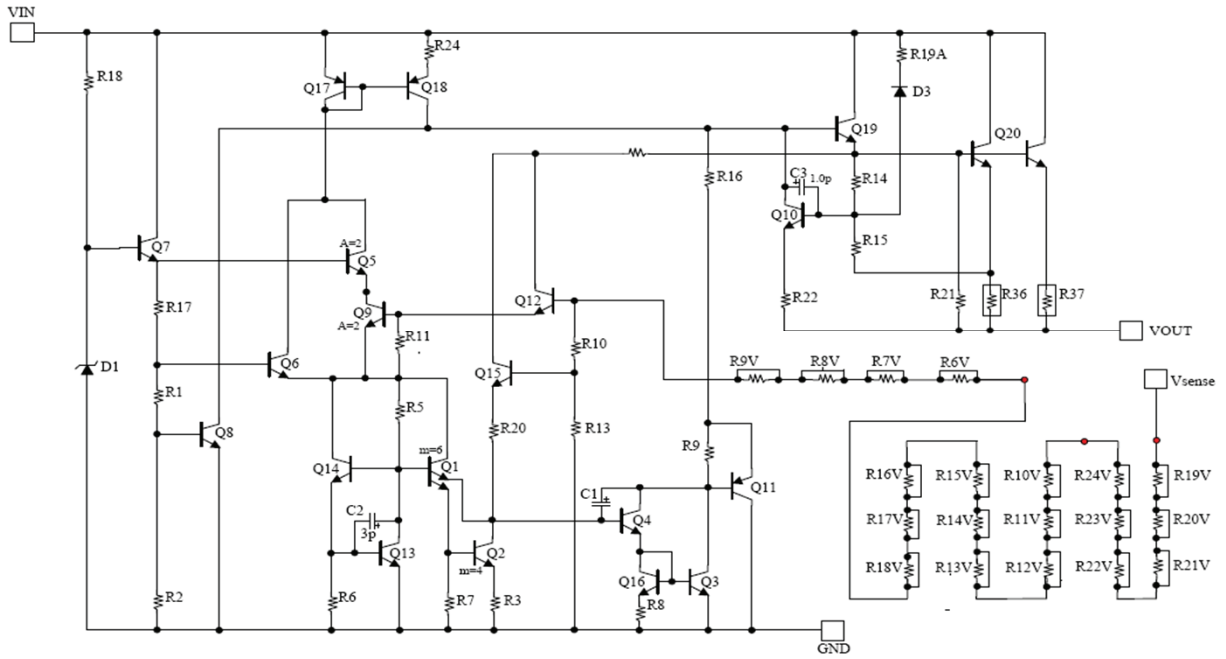 VIN
R24
R18
Q17
Q18
R19A
D3
Q19
Q20
R16
C3
1.0p
R14
Q10
R15
Q7
A=2
Q5
R17
Q12
R22
R21
R36
R37
Q9
A=2
R11
VOUT
D1
Q6
R10
R9V
R8V
R7V
R6V
Q15
Vsense
R1
R5
Q8
R20
R13
m=6
Q14
Q1
R9
R16V
R15V
R10V
R24V
R19V
Q11
C1
C2
3p
Q4
R17V
R14V
R11V
R23V
R20V
Q13
Q2
m=4
Q16
Q3
R18V
R13V
R12V
R22V
R21V
R2
R6
R7
R3
R8
GND